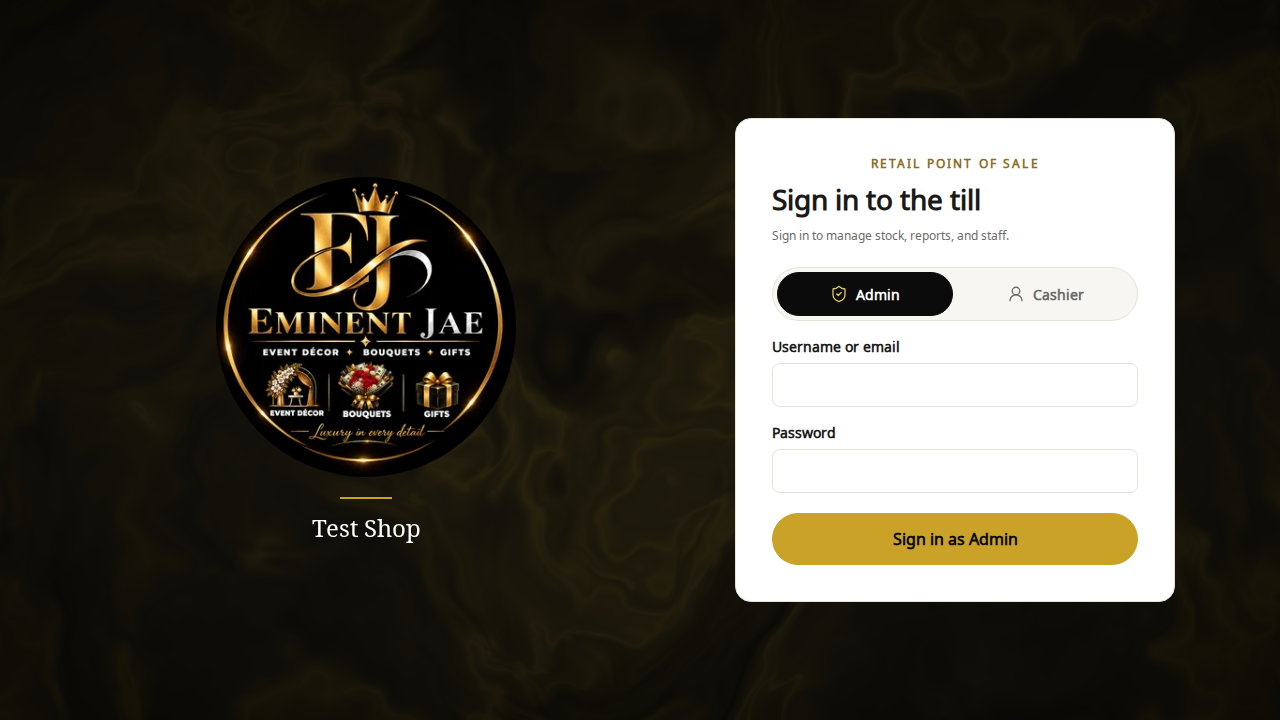 EJ
EMINENT JAE
EVENT DÉCOR ✦ BOUQUETS ✦ GIFTS
EVENT DÉCOR BOUQUETS GIFTS
Luxury in every detail
Test Shop
RETAIL POINT OF SALE
Sign in to the till
Sign in to manage stock, reports, and staff.
Admin Cashier
Username or email
Password
Sign in as Admin